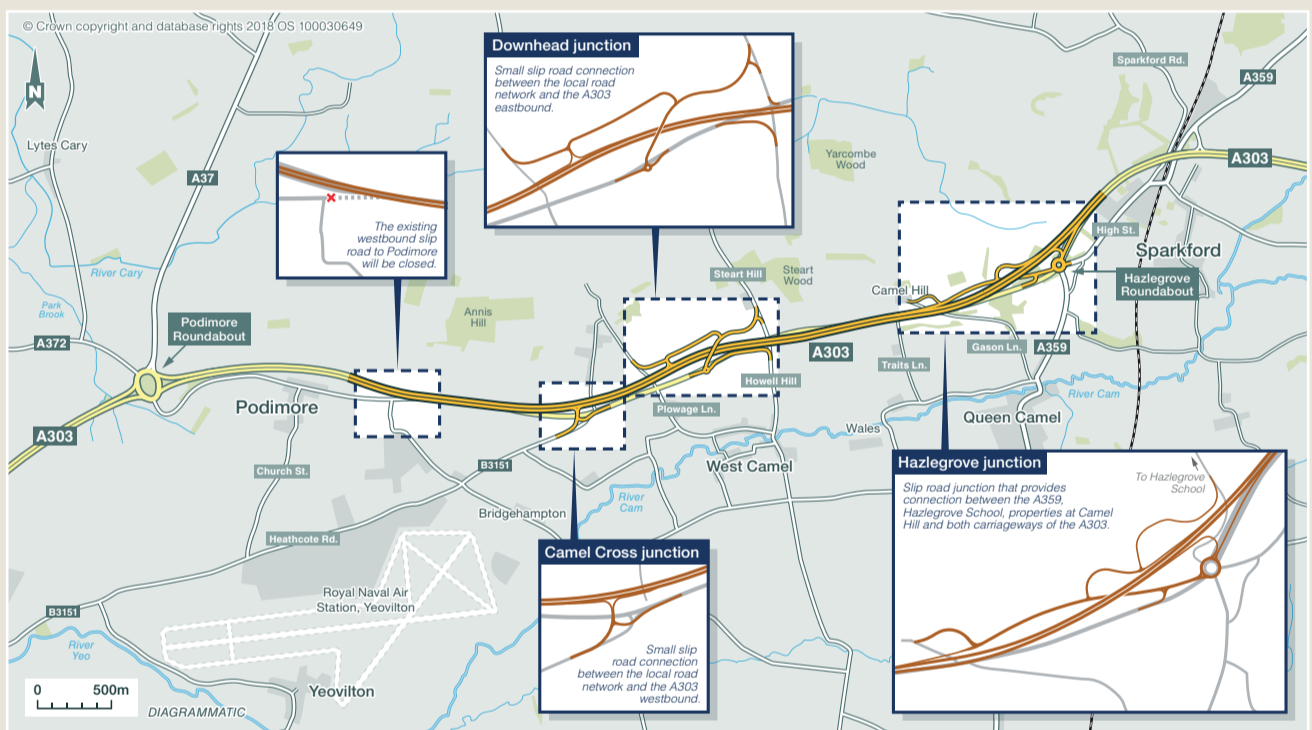 © Crown copyright and database rights 2018 OS 100030649
N
Lytes Cary
A37
River Cary
Park
Brook
A372
Podimore
Roundabout
A303
Podimore
The existing
westbound slip
road to Podimore
will be closed.
Annis
Hill
Church St.
Heathcote Rd.
B3151
B3151
River
Yeo
Royal Naval Air
Station, Yeovilton
Yeovilton
0 500m
DIAGRAMMATIC
Downhead junction
Small slip road connection
between the local road
network and the A303
eastbound.
Steart Hill
Steart
Wood
Yarcombe
Wood
Howell Hill
Plowage Ln.
West Camel
River
Cam
Bridgehampton
Wales
Camel Cross junction
Small slip
road connection
between the local road
network and the A303
westbound.
A303
Camel Hill
Traits Ln.
Gason Ln.
A359
Queen Camel
River Cam
Sparkford Rd.
A359
A303
High St.
Sparkford
Hazlegrove
Roundabout
Hazlegrove junction
Slip road junction that provides
connection between the A359,
Hazlegrove School, properties at Camel
Hill and both carriageways of the A303.
To Hazlegrove
School